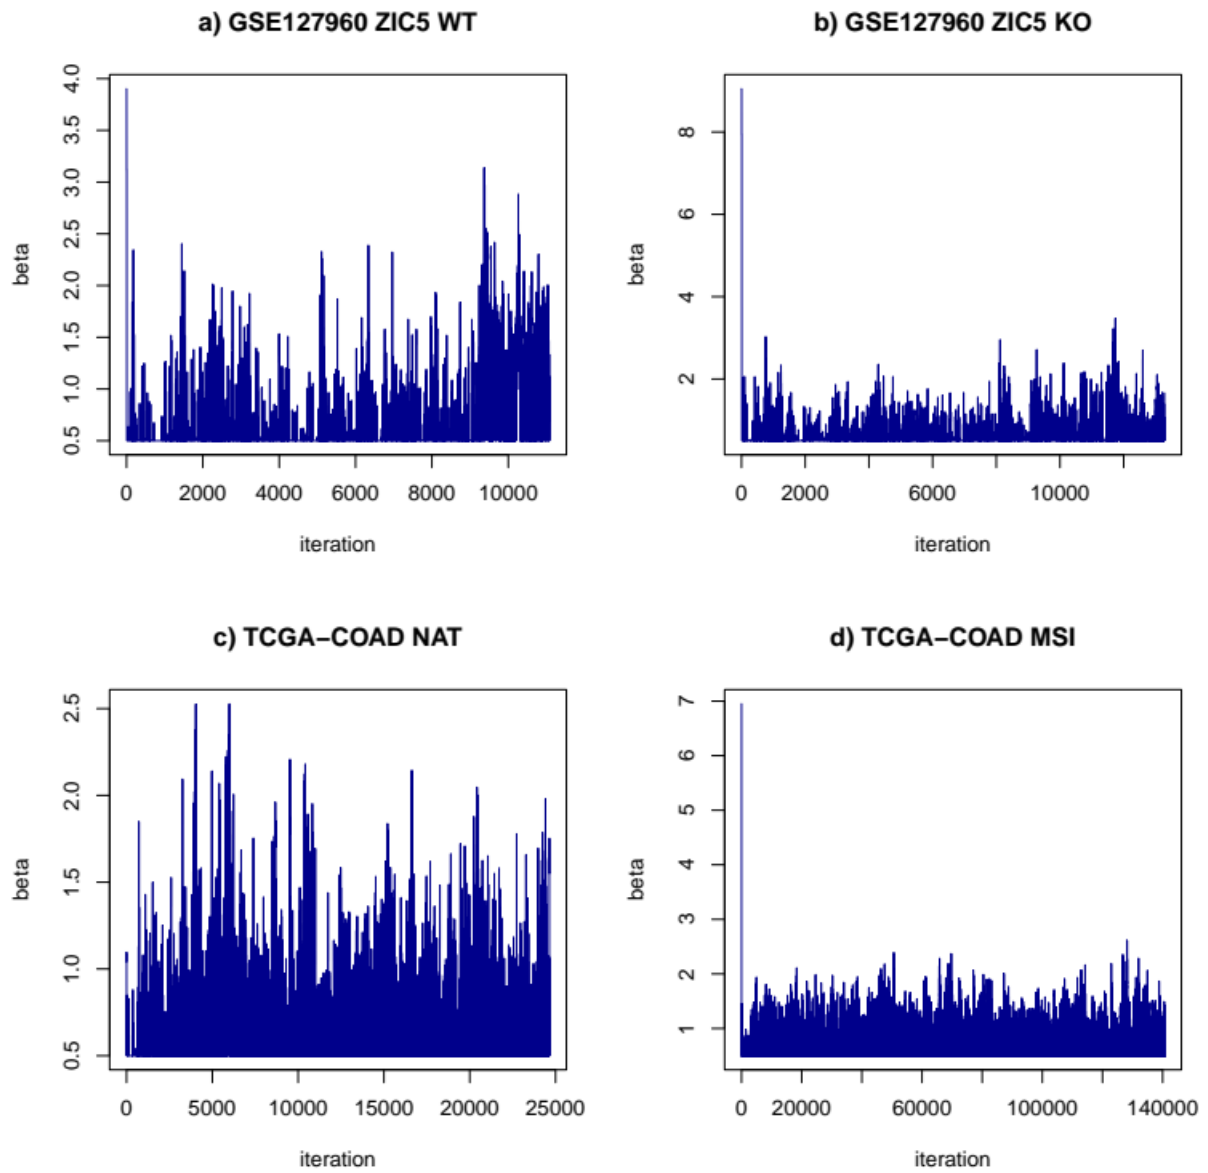 a) GSE127960 ZIC5 WT
beta
4.0
3.5
3.0
2.5
2.0
1.5
1.0
0.5
0 2000 4000 6000 8000 10000
iteration
b) GSE127960 ZIC5 KO
beta
8
6
4
2
0 2000 6000 10000
iteration
c) TCGA−COAD NAT
beta
2.5
2.0
1.5
1.0
0.5
0 5000 10000 15000 20000 25000
iteration
d) TCGA−COAD MSI
beta
7
6
5
4
3
2
1
0 20000 60000 100000 140000
iteration